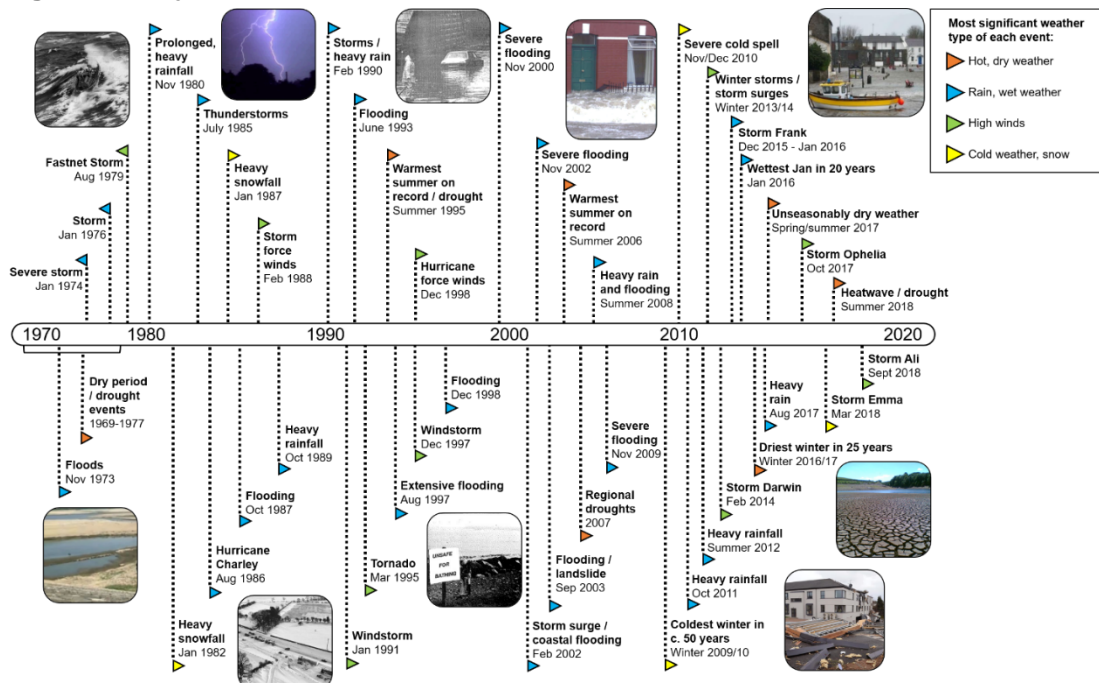 Most significant weather
type of each event:
Hot, dry weather
Rain, wet weather
High winds
Cold weather, snow
Prolonged,
heavy
rainfall
Nov 1980
Thunderstorms
July 1985
Fastnet Storm
Aug 1979
Heavy
snowfall
Jan 1987
Storm
Jan 1976
Storm
force
winds
Feb 1988
Severe storm
Jan 1974
Storms /
heavy rain
Feb 1990
Flooding
June 1993
Warmest
summer on
record / drought
Summer 1995
Hurricane
force winds
Dec 1998
Severe
flooding
Nov 2000
Severe flooding
Nov 2002
Warmest
summer on
record
Summer 2006
Heavy rain
and flooding
Summer 2008
Severe cold spell
Nov/Dec 2010
Winter storms /
storm surges
Winter 2013/14
Storm Frank
Dec 2015 - Jan 2016
Wettest Jan in 20 years
Jan 2016
Unseasonably dry weather
Spring/summer 2017
Storm Ophelia
Oct 2017
Heatwave / drought
Summer 2018
1970 1980 1990 2000 2010 2020
Dry period
/ drought
events
1969-1977
Floods
Nov 1973
Heavy
rainfall
Oct 1989
Flooding
Oct 1987
Hurricane
Charley
Aug 1986
Heavy
snowfall
Jan 1982
Flooding
Dec 1998
Windstorm
Dec 1997
Extensive flooding
Aug 1997
Tornado
Mar 1995
Windstorm
Jan 1991
UNSAFE
FOR
BATHING
Severe
flooding
Nov 2009
Regional
droughts
2007
Flooding /
landslide
Sep 2003
Storm surge /
coastal flooding
Feb 2002
Storm Ali
Sept 2018
Storm Emma
Mar 2018
Heavy
rain
Aug 2017
Driest winter in 25 years
Winter 2016/17
Storm Darwin
Feb 2014
Heavy rainfall
Summer 2012
Heavy rainfall
Oct 2011
Coldest winter in
c. 50 years
Winter 2009/10